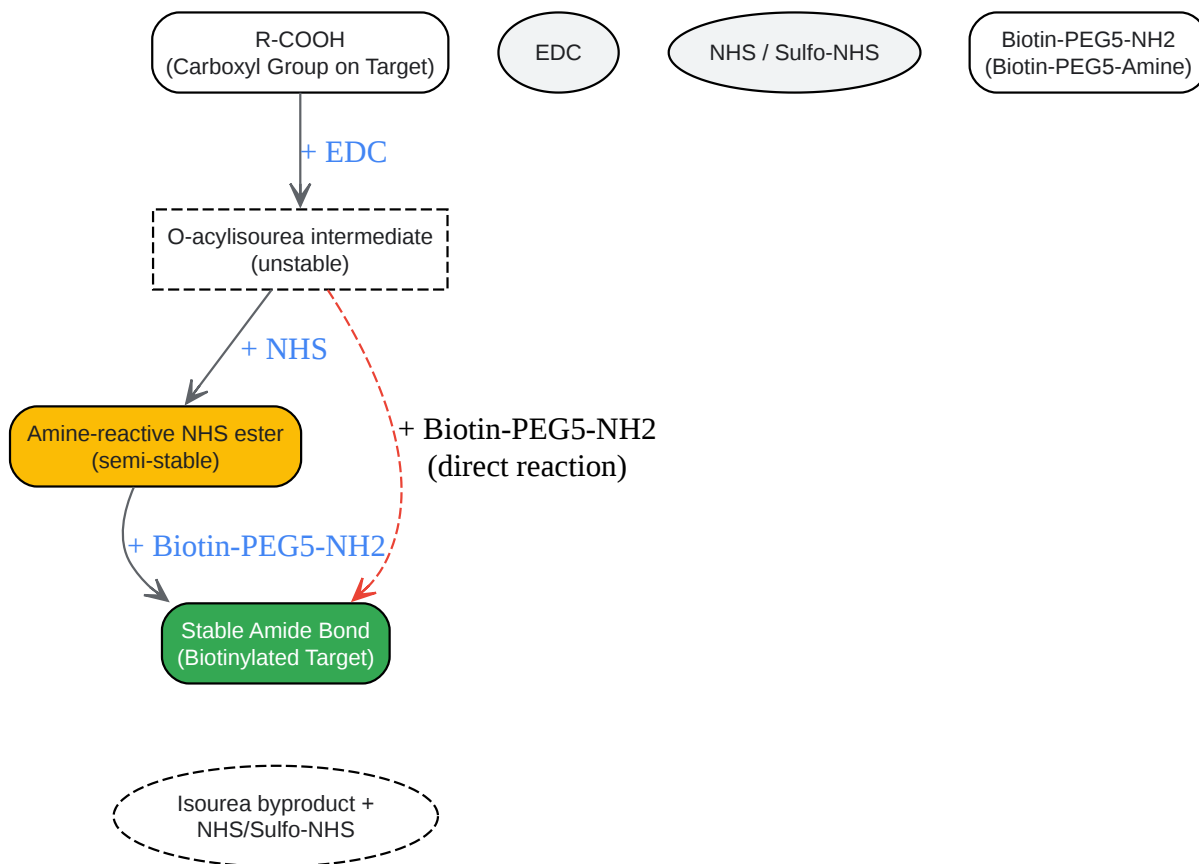 R-COOH
(Carboxyl Group on Target)
EDC
NHS / Sulfo-NHS
Biotin-PEG5-NH2
(Biotin-PEG5-Amine)
+ EDC
O-acylisourea intermediate
(unstable)
+ NHS
Amine-reactive NHS ester
(semi-stable)
+ Biotin-PEG5-NH2
(direct reaction)
+ Biotin-PEG5-NH2
Stable Amide Bond
(Biotinylated Target)
Isourea byproduct +
NHS/Sulfo-NHS